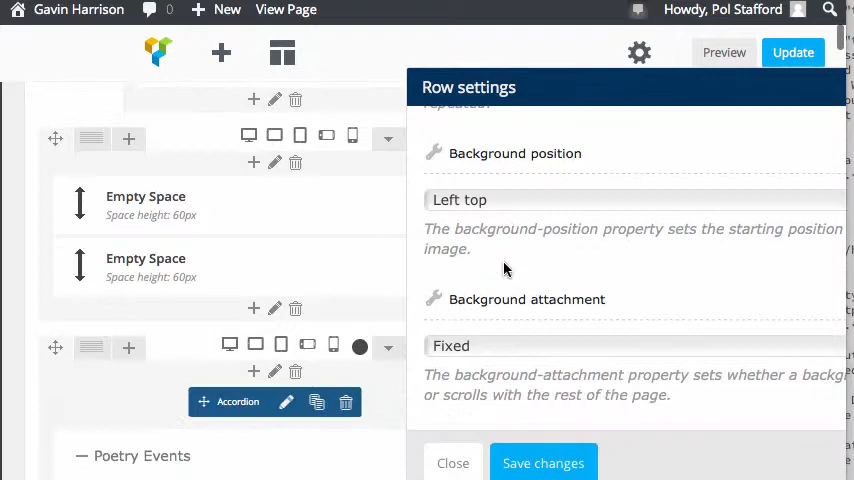 Gavin Harrison 0 New View Page Howdy, Pol Stafford
Preview Update
Row settings
repeated.
Background position
Left top
The background-position property sets the starting position
image.
Background attachment
Fixed
The background-attachment property sets whether a backg
or scrolls with the rest of the page.
Close Save changes
Empty Space
Space height: 60px
Empty Space
Space height: 60px
Accordion
Poetry Events